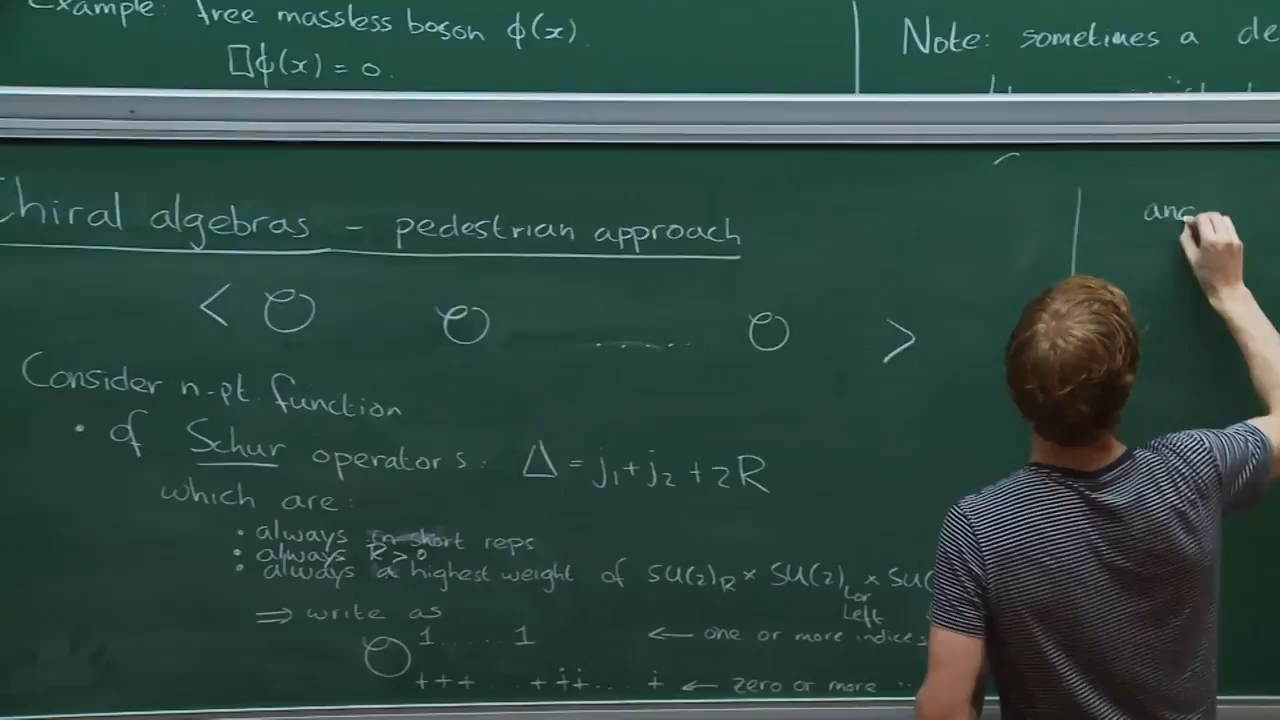 Example: free massless boson ϕ(x).
□ϕ(x) = 0.
Note: sometimes a de
Chiral algebras - pedestrian approach
< O O ...... O >
Consider n-pt. function
• of Schur operators: Δ = j₁ + j₂ + 2R
which are:
• always in short reps
• always R > 0
• always a highest weight of SU(2)_R × SU(2)_{Lor Left} × SU(
⇒ write as
O^{1......1} ← one or more indices
+++ ..+ +̇+̇.... +̇ ← zero or more ..
and